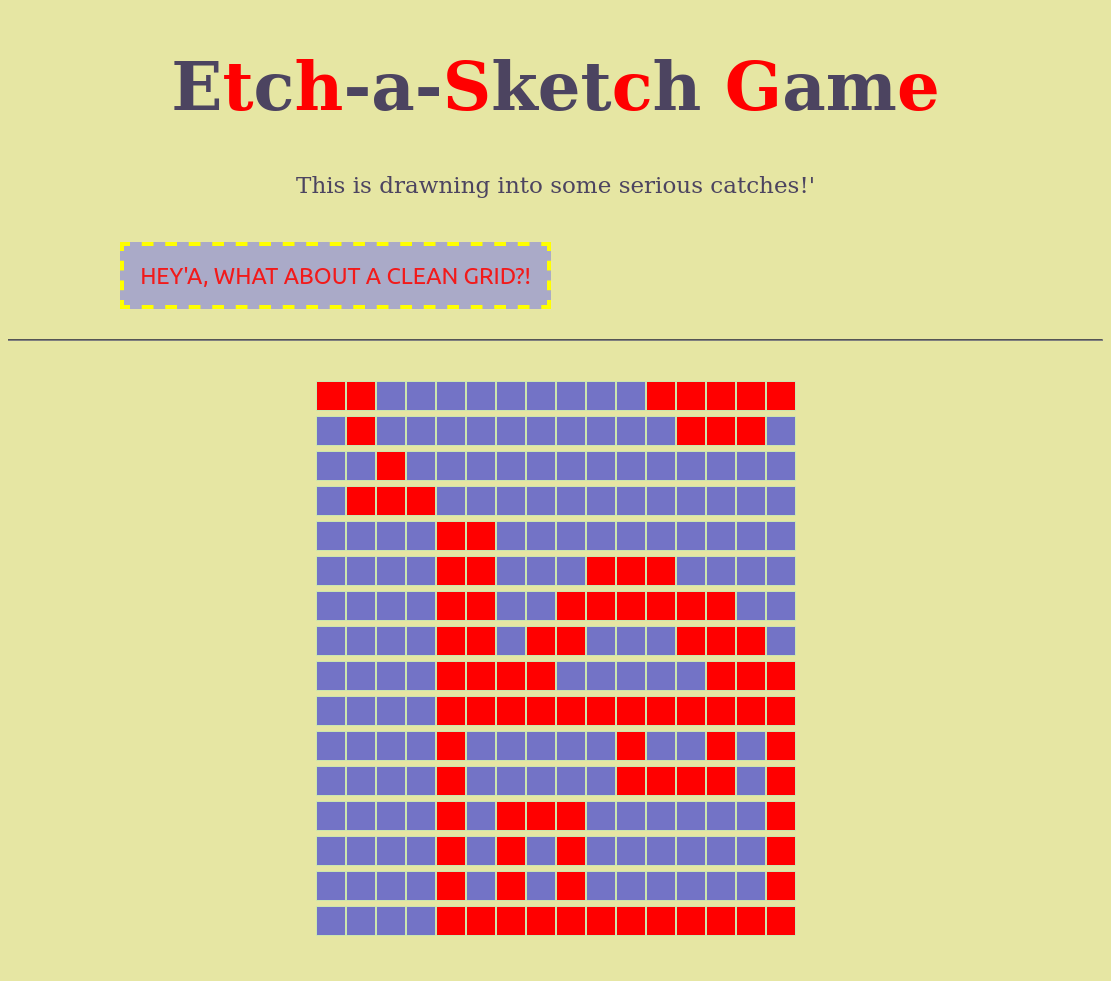 Etch-a-Sketch Game
This is drawning into some serious catches!'
HEY'A, WHAT ABOUT A CLEAN GRID?!